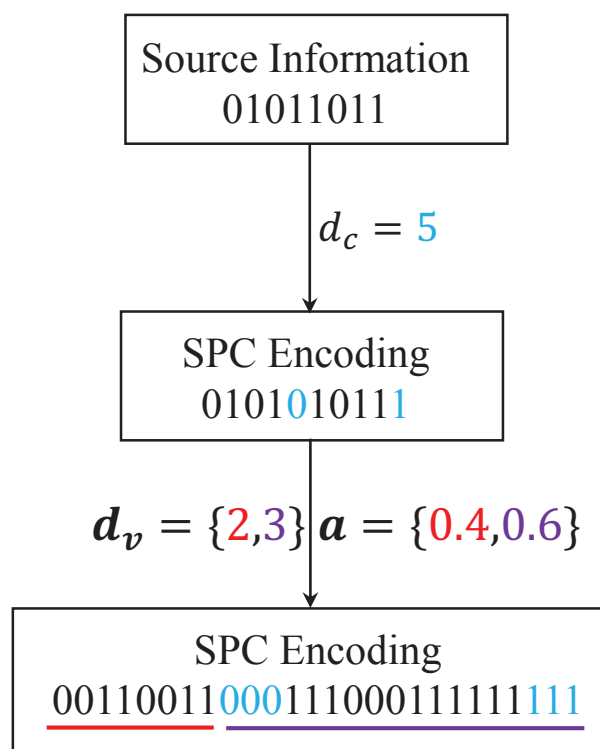 Source Information
01011011
d_c = 5
SPC Encoding
0101010111
d_v = {2,3} a = {0.4,0.6}
SPC Encoding
00110011000111000111111111